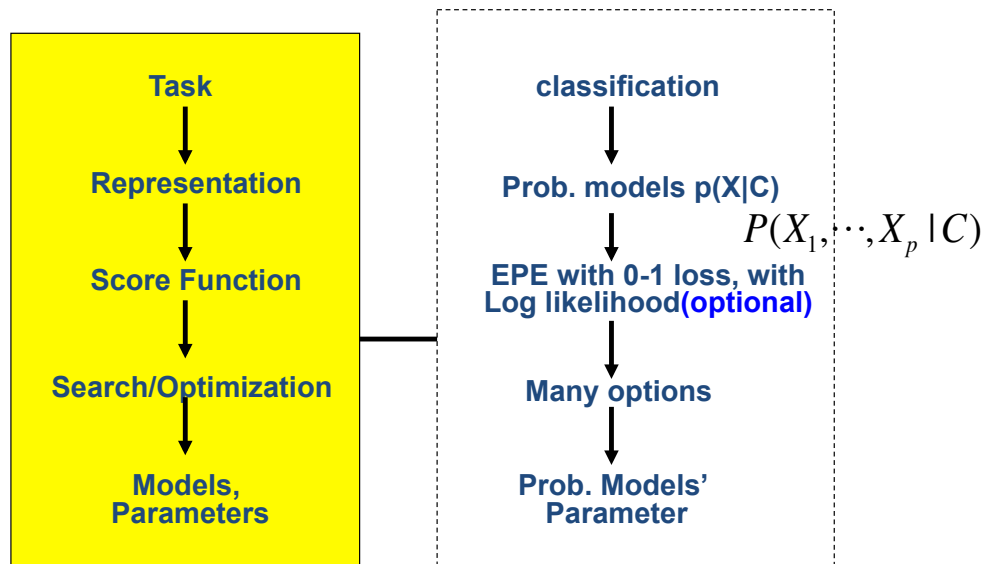 Task
Representation
Score Function
Search/Optimization
Models,
Parameters
classification
Prob. models p(X|C)
P(X₁,⋯,Xₚ | C)
EPE with 0-1 loss, with
Log likelihood(optional)
Many options
Prob. Models’
Parameter